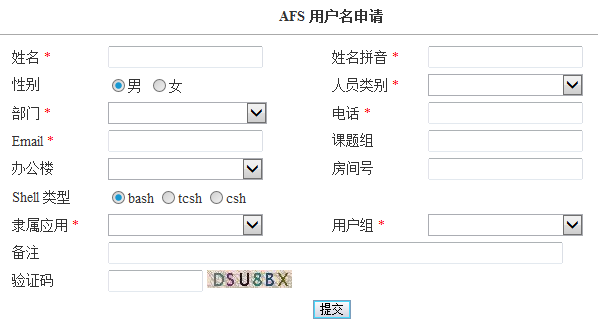 AFS 用户名申请
姓名 * 姓名拼音 *
性别 男 女 人员类别 *
部门 * 电话 *
Email * 课题组
办公楼 房间号
Shell 类型 bash tcsh csh
隶属应用 * 用户组 *
备注
验证码 DSU8BX
提交